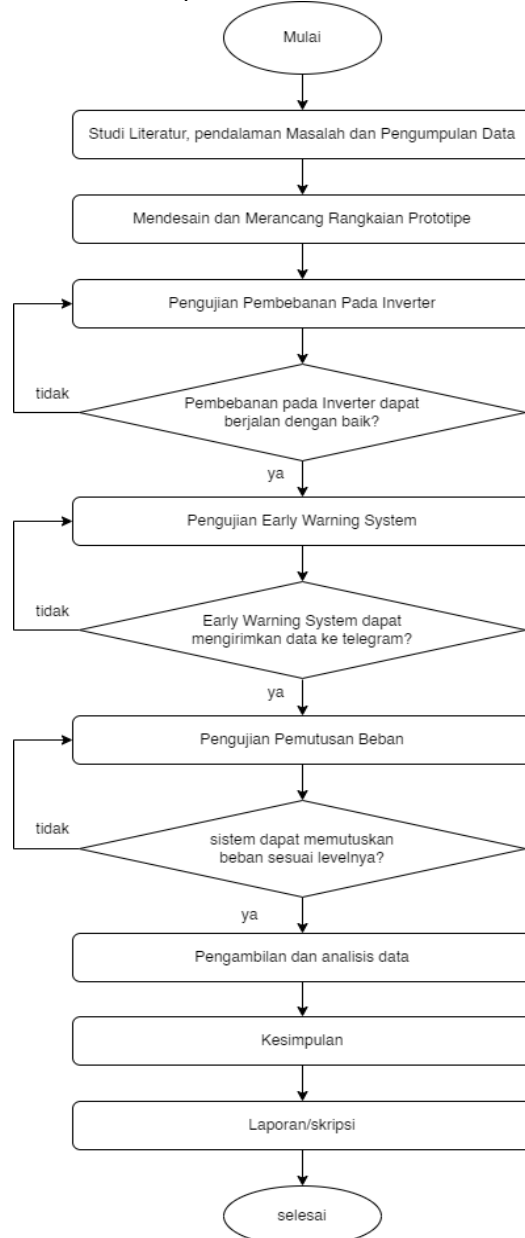 Mulai
Studi Literatur, pendalaman Masalah dan Pengumpulan Data
Mendesain dan Merancang Rangkaian Prototipe
Pengujian Pembebanan Pada Inverter
tidak
Pembebanan pada Inverter dapat
berjalan dengan baik?
ya
Pengujian Early Warning System
tidak
Early Warning System dapat
mengirimkan data ke telegram?
ya
Pengujian Pemutusan Beban
tidak
sistem dapat memutuskan
beban sesuai levelnya?
ya
Pengambilan dan analisis data
Kesimpulan
Laporan/skripsi
selesai